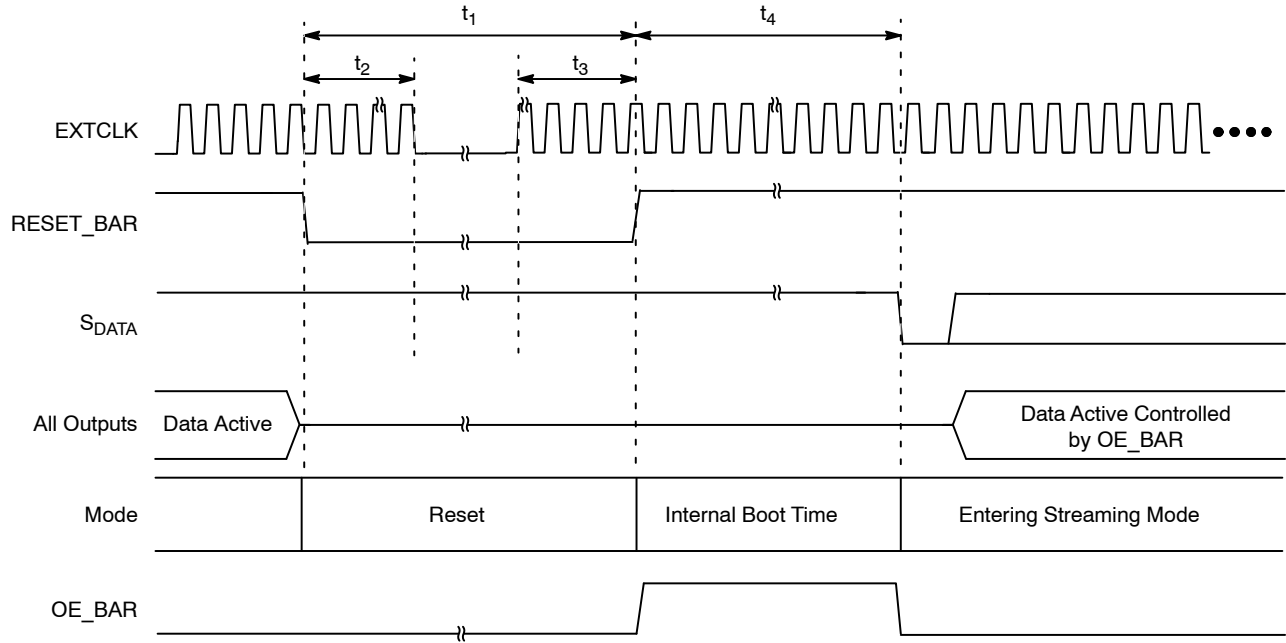 t1
t4
t2
t3
EXTCLK
RESET_BAR
SDATA
All Outputs
Data Active
Data Active Controlled
by OE_BAR
Mode
Reset
Internal Boot Time
Entering Streaming Mode
OE_BAR